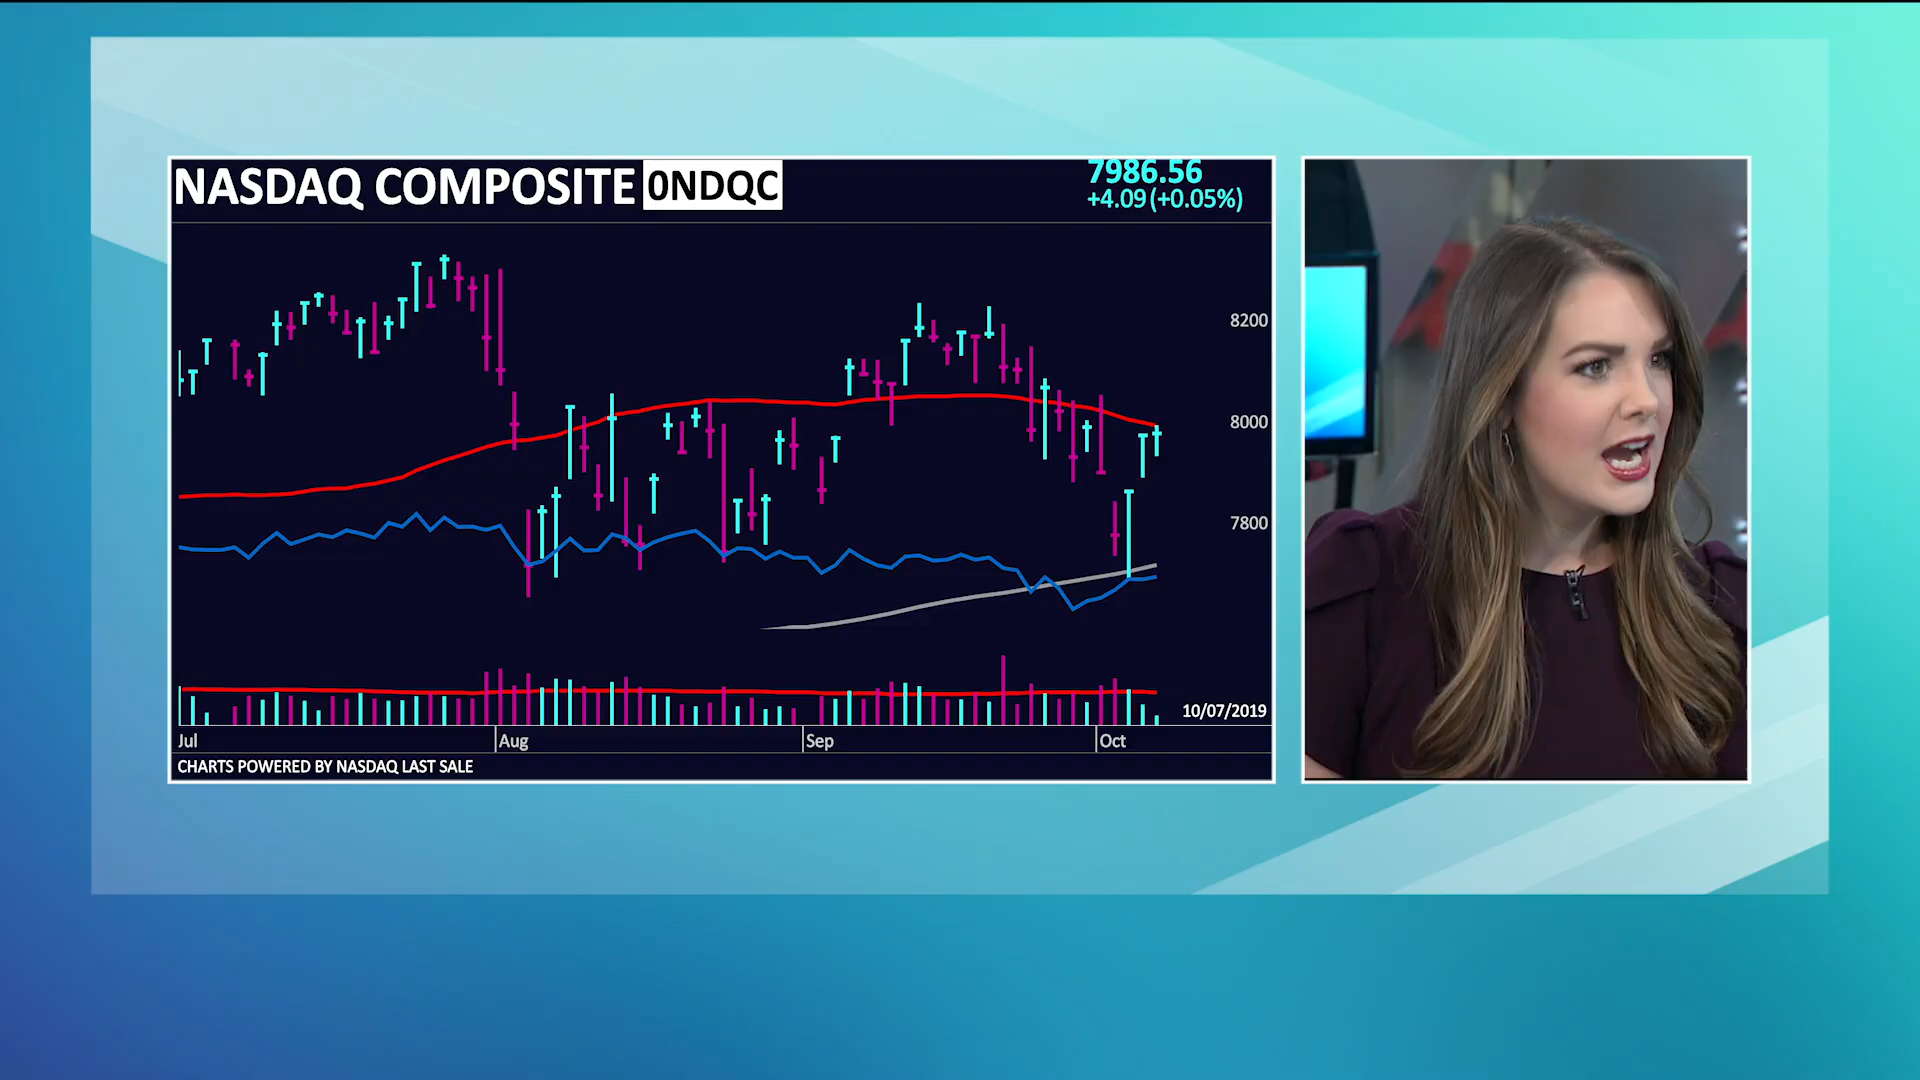 NASDAQ COMPOSITE 0NDQC
7986.56
+4.09 (+0.05%)
8200
8000
7800
10/07/2019
Jul Aug Sep Oct
CHARTS POWERED BY NASDAQ LAST SALE